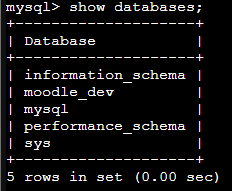 mysql> show databases;
+--------------------+
| Database           |
+--------------------+
| information_schema |
| moodle_dev         |
| mysql              |
| performance_schema |
| sys                |
+--------------------+
5 rows in set (0.00 sec)